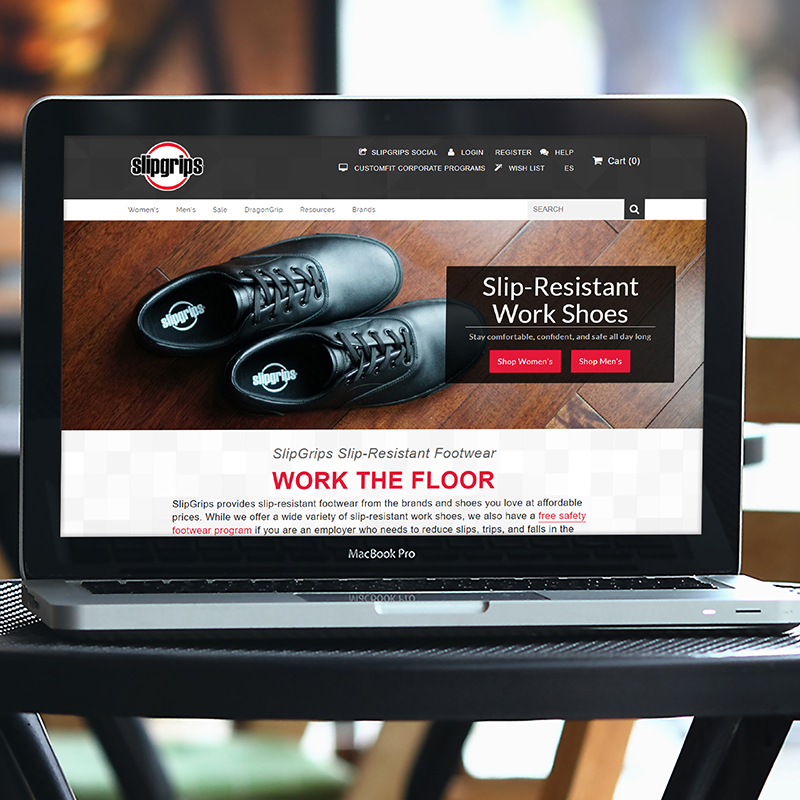 slipgrips
SLIPGRIPS SOCIAL LOGIN REGISTER HELP
CUSTOMFIT CORPORATE PROGRAMS WISH LIST ES
Cart (0)
Women's Men's Sale DragonGrip Resources Brands
SEARCH
slipgrips
slipgrips
Slip-Resistant
Work Shoes
Stay comfortable, confident, and safe all day long
Shop Women's Shop Men's
SlipGrips Slip-Resistant Footwear
WORK THE FLOOR
SlipGrips provides slip-resistant footwear from the brands and shoes you love at affordable
prices. While we offer a wide variety of slip-resistant work shoes, we also have a free safety
footwear program if you are an employer who needs to reduce slips, trips, and falls in the
MacBook Pro